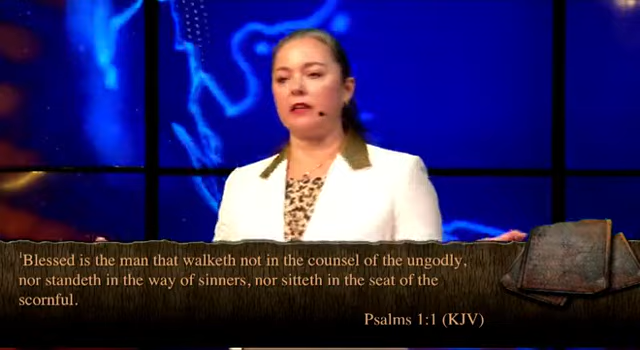 'Blessed is the man that walketh not in the counsel of the ungodly,
nor standeth in the way of sinners, nor sitteth in the seat of the
scornful.
Psalms 1:1 (KJV)